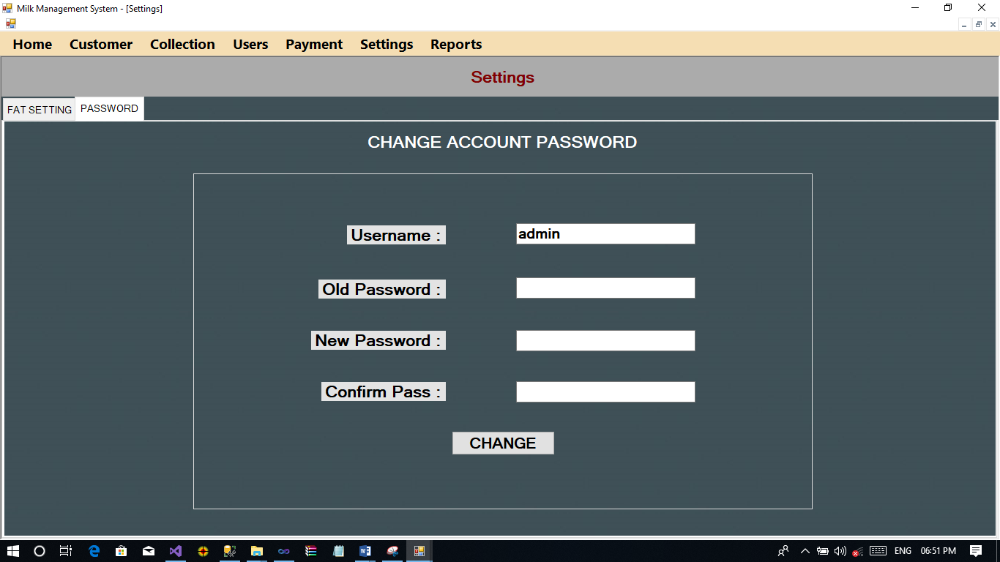 Milk Management System - [Settings]
Home Customer Collection Users Payment Settings Reports
Settings
FAT SETTING PASSWORD
CHANGE ACCOUNT PASSWORD
Username : admin
Old Password :
New Password :
Confirm Pass :
CHANGE
ENG 06:51 PM